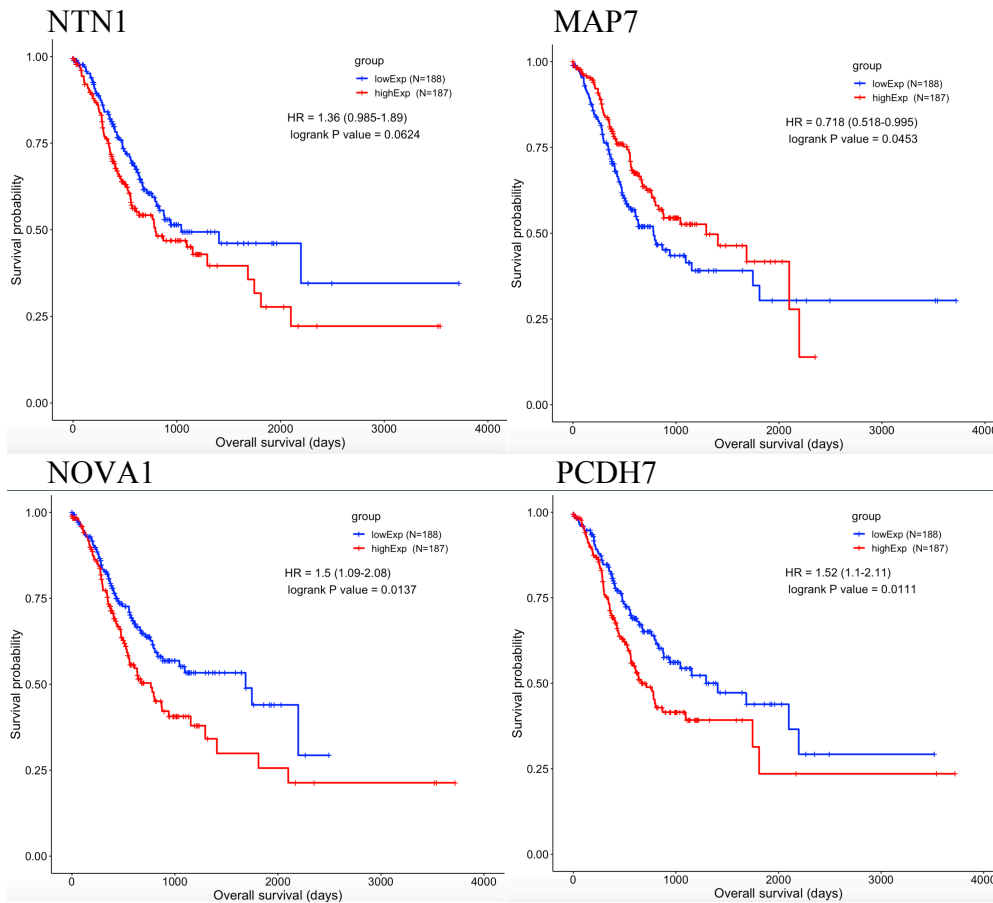 NTN1
group
lowExp (N=188)
highExp (N=187)
HR = 1.36 (0.985-1.89)
logrank P value = 0.0624
Survival probability
1.00
0.75
0.50
0.25
0.00
0
1000
2000
3000
4000
Overall survival (days)
MAP7
group
lowExp (N=188)
highExp (N=187)
HR = 0.718 (0.518-0.995)
logrank P value = 0.0453
Survival probability
1.00
0.75
0.50
0.25
0.00
0
1000
2000
3000
4000
Overall survival (days)
NOVA1
group
lowExp (N=188)
highExp (N=187)
HR = 1.5 (1.09-2.08)
logrank P value = 0.0137
Survival probability
1.00
0.75
0.50
0.25
0.00
0
1000
2000
3000
4000
Overall survival (days)
PCDH7
group
lowExp (N=188)
highExp (N=187)
HR = 1.52 (1.1-2.11)
logrank P value = 0.0111
Survival probability
1.00
0.75
0.50
0.25
0.00
0
1000
2000
3000
4000
Overall survival (days)